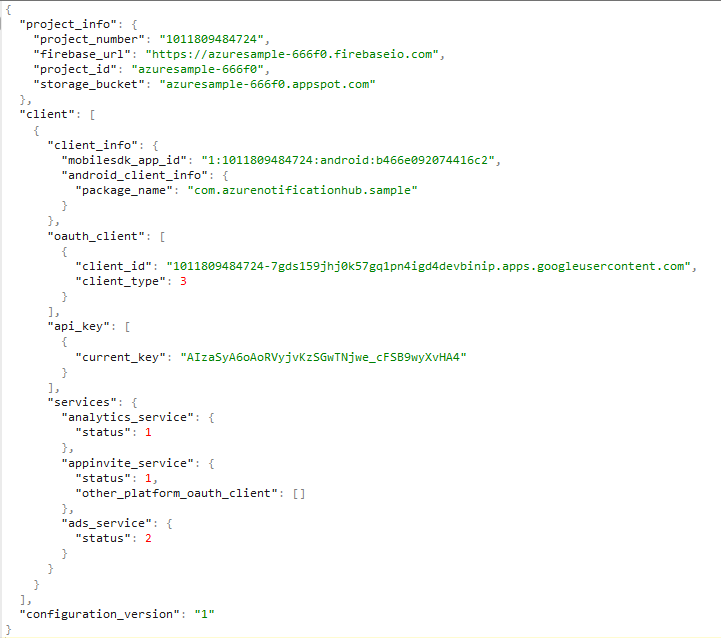 {
"project_info": {
"project_number": "1011809484724",
"firebase_url": "https://azuresample-666f0.firebaseio.com",
"project_id": "azuresample-666f0",
"storage_bucket": "azuresample-666f0.appspot.com"
},
"client": [
{
"client_info": {
"mobilesdk_app_id": "1:1011809484724:android:b466e092074416c2",
"android_client_info": {
"package_name": "com.azurenotificationhub.sample"
}
},
"oauth_client": [
{
"client_id": "1011809484724-7gds159jhj0k57gq1pn4igd4devbinip.apps.googleusercontent.com",
"client_type": 3
}
],
"api_key": [
{
"current_key": "AIzaSyA6oAoRVyjvKzSGwTNjwe_cFSB9wyXvHA4"
}
],
"services": {
"analytics_service": {
"status": 1
},
"appinvite_service": {
"status": 1,
"other_platform_oauth_client": []
},
"ads_service": {
"status": 2
}
}
}
],
"configuration_version": "1"
}